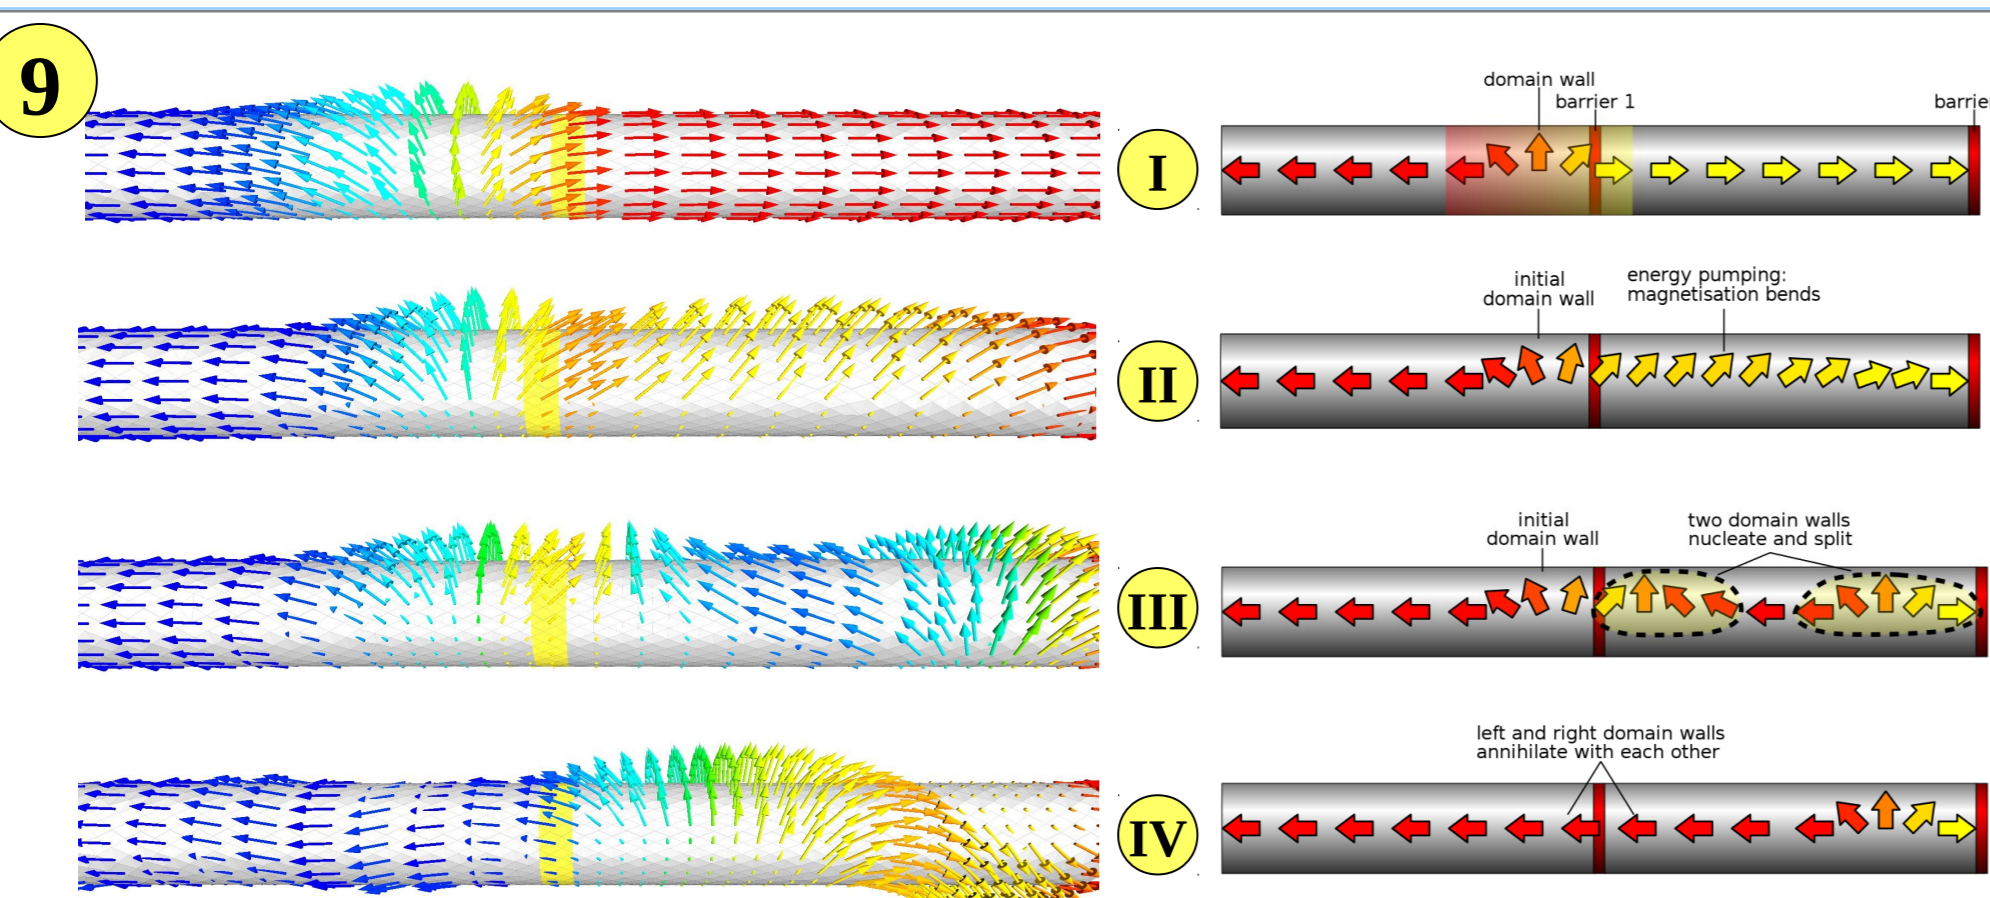 9
domain wall
barrier 1
barrie
I
initial
domain wall
energy pumping:
magnetisation bends
II
initial
domain wall
two domain walls
nucleate and split
III
left and right domain walls
annihilate with each other
IV